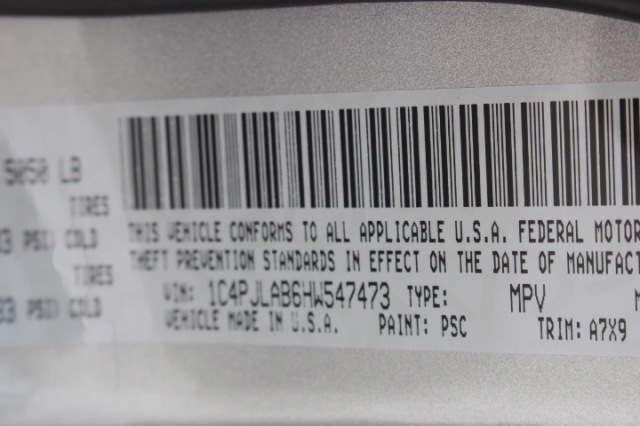 5050 LB
TIRES
THIS VEHICLE CONFORMS TO ALL APPLICABLE U.S.A. FEDERAL MOTOR
PSI) COLD
THEFT PREVENTION STANDARDS IN EFFECT ON THE DATE OF MANUFACT
TIRES
VIN: 1C4PJLAB6HW547473 TYPE: MPV
33 PSI) COLD
VEHICLE MADE IN U.S.A. PAINT: PSC TRIM: A7X9